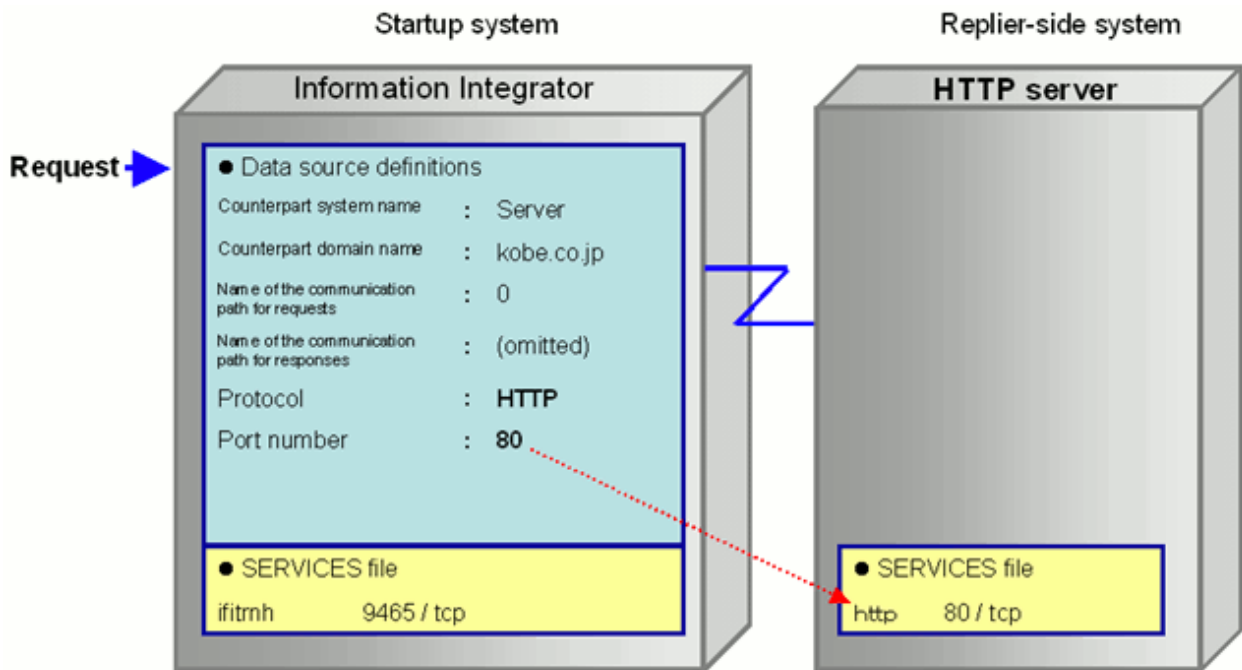 Startup system
Replier-side system
Information Integrator
HTTP server
Request
● Data source definitions
Counterpart system name : Server
Counterpart domain name : kobe.co.jp
Name of the communication
path for requests : 0
Name of the communication
path for responses : (omitted)
Protocol : HTTP
Port number : 80
● SERVICES file
ifitrnh 9465 / tcp
● SERVICES file
http 80 / tcp